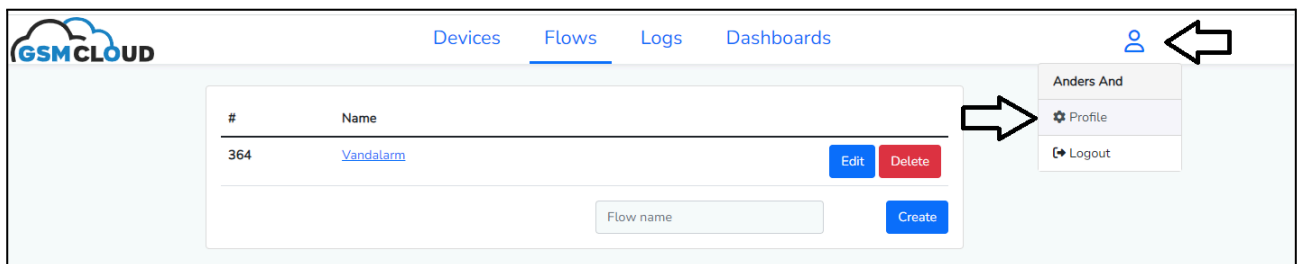 GSMCLOUD Devices Flows Logs Dashboards
Anders And
# Name
Profile
364 Vandalarm Edit Delete
Logout
Flow name Create